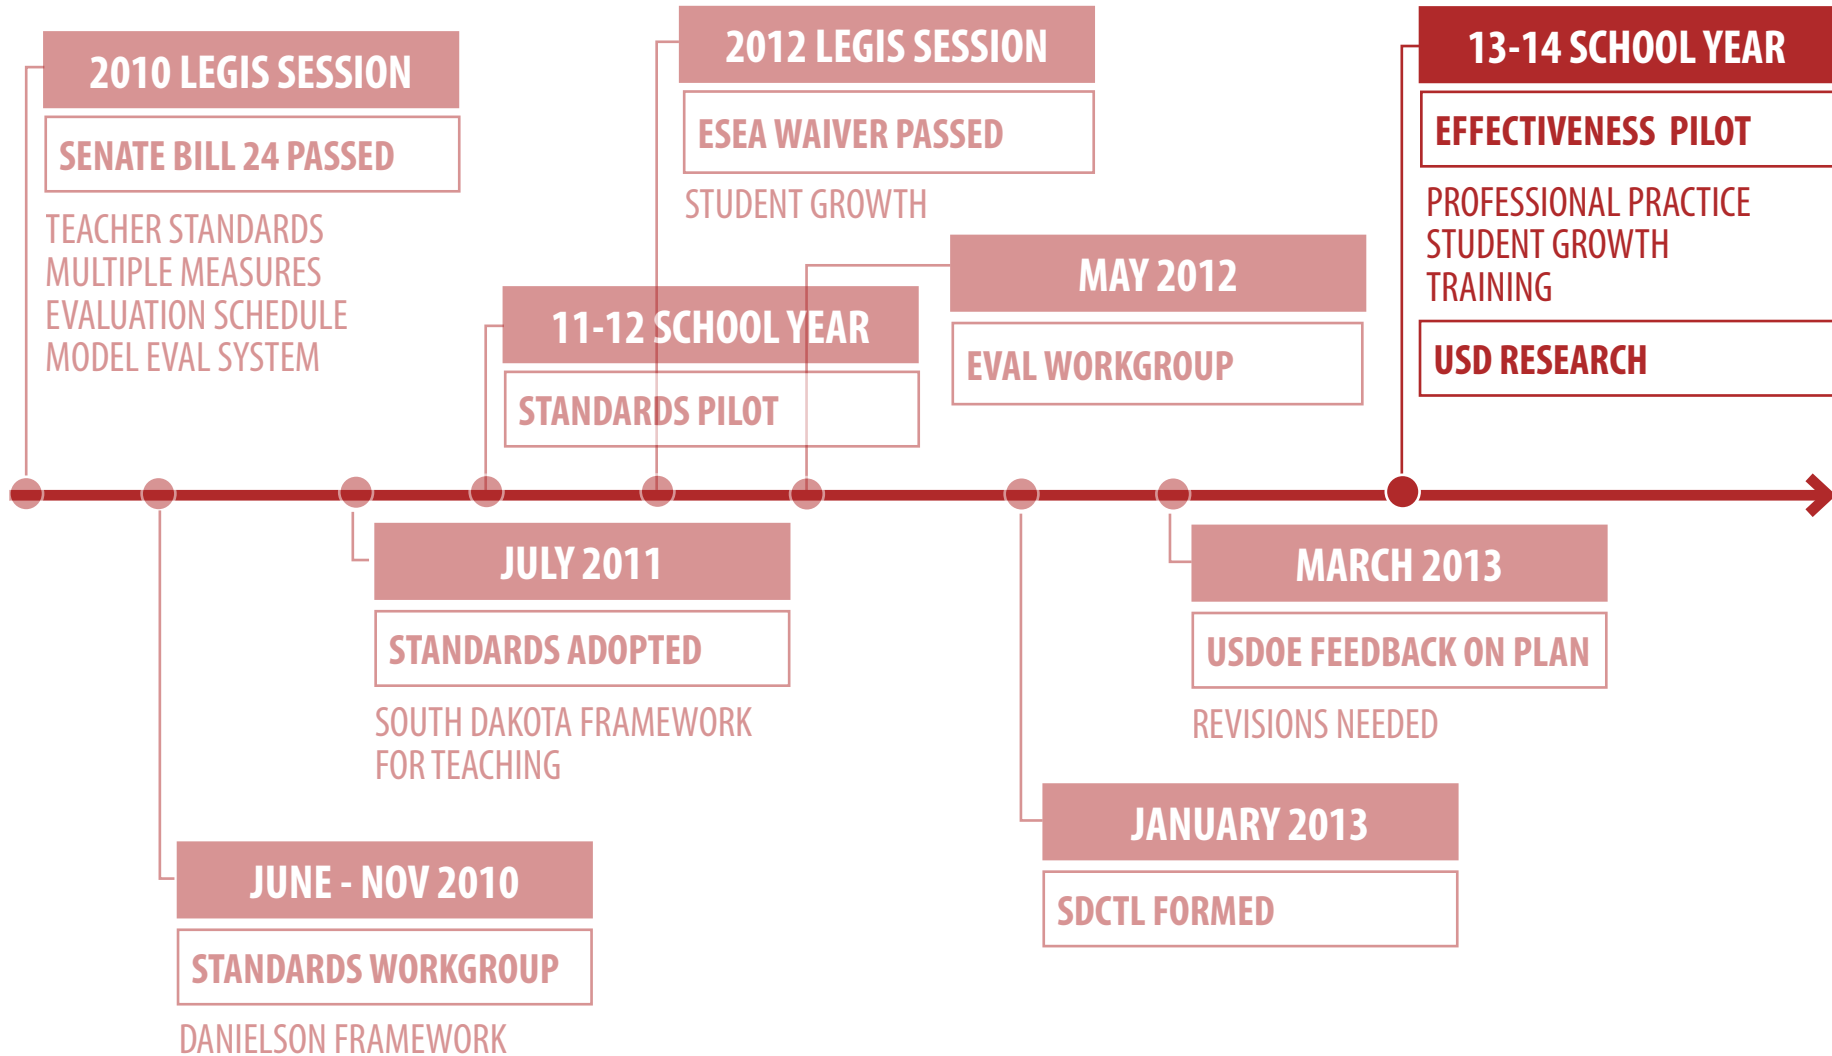 2010 LEGIS SESSION
SENATE BILL 24 PASSED
TEACHER STANDARDS
MULTIPLE MEASURES
EVALUATION SCHEDULE
MODEL EVAL SYSTEM
JUNE - NOV 2010
STANDARDS WORKGROUP
DANIELSON FRAMEWORK
JULY 2011
STANDARDS ADOPTED
SOUTH DAKOTA FRAMEWORK
FOR TEACHING
11-12 SCHOOL YEAR
STANDARDS PILOT
2012 LEGIS SESSION
ESEA WAIVER PASSED
STUDENT GROWTH
MAY 2012
EVAL WORKGROUP
JANUARY 2013
SDCTL FORMED
MARCH 2013
USDOE FEEDBACK ON PLAN
REVISIONS NEEDED
13-14 SCHOOL YEAR
EFFECTIVENESS PILOT
PROFESSIONAL PRACTICE
STUDENT GROWTH
TRAINING
USD RESEARCH